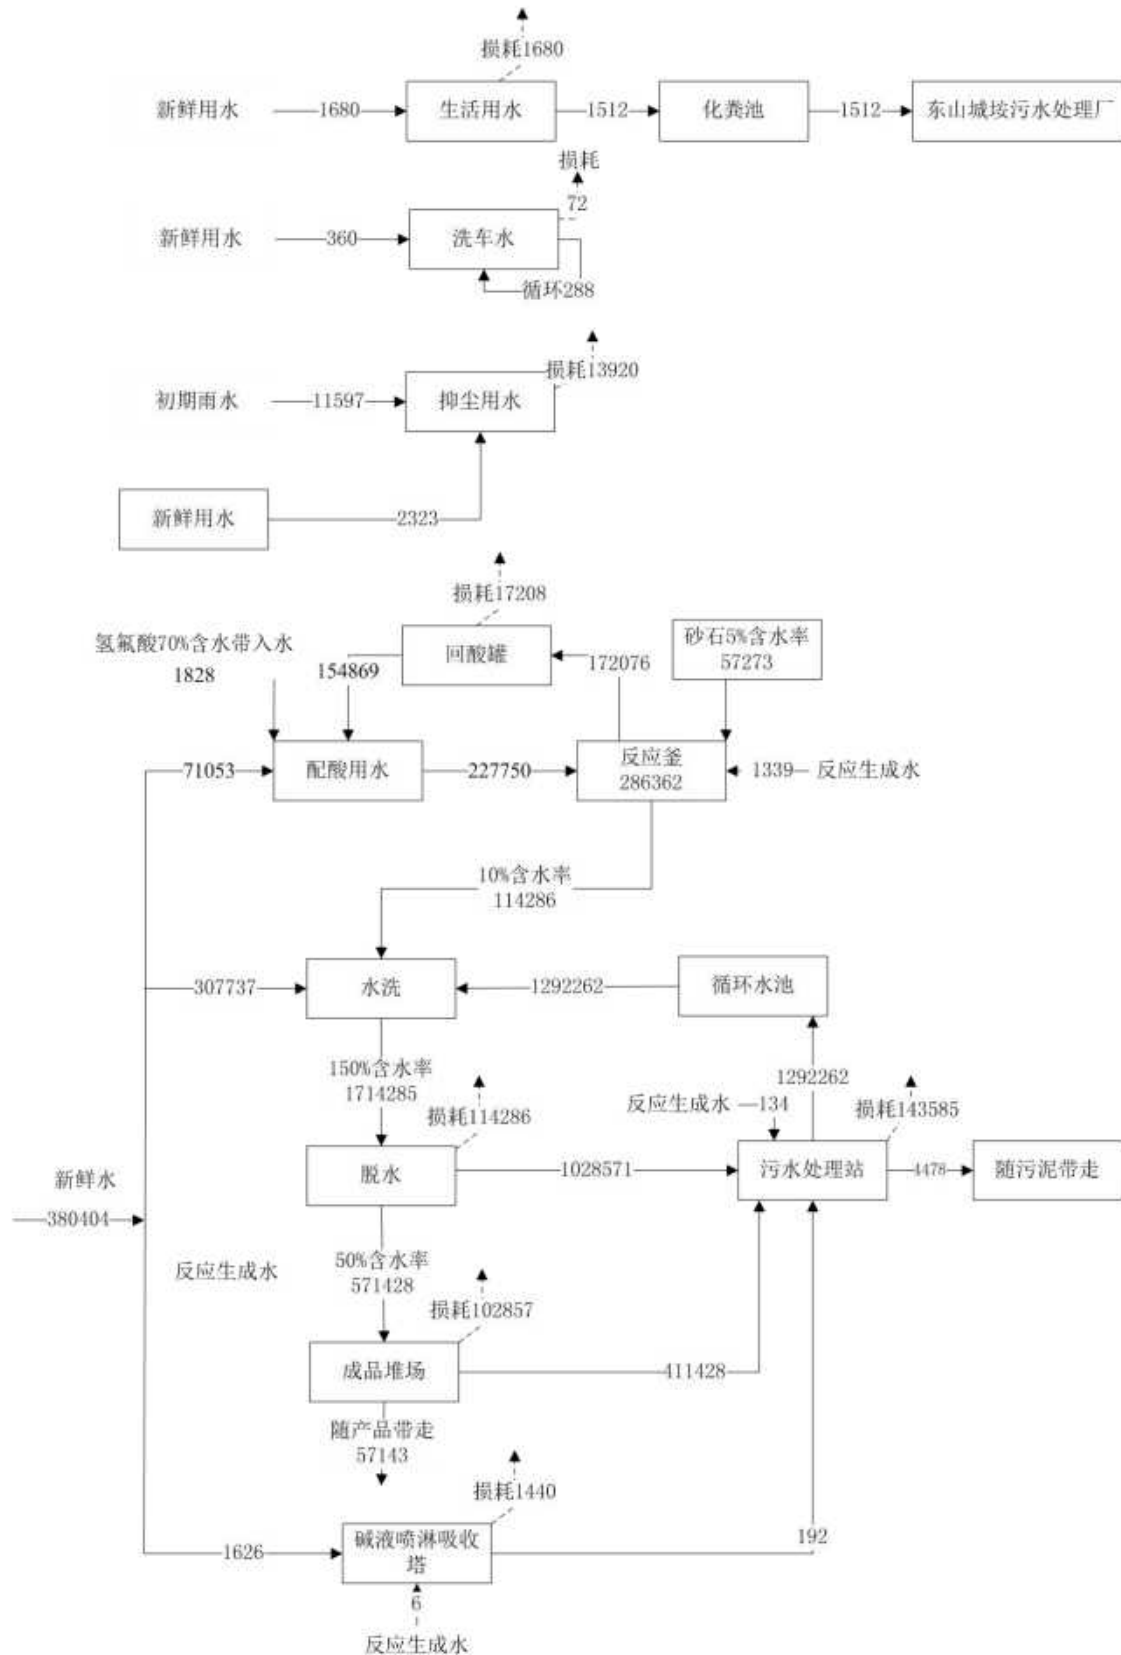 损耗1680
新鲜用水
1680
生活用水
1512
化粪池
1512
东山城垵污水处理厂
损耗
72
新鲜用水
360
洗车水
循环288
损耗13920
初期雨水
11597
抑尘用水
新鲜用水
2323
损耗17208
氢氟酸70%含水带入水
1828
154869
回酸罐
172076
砂石5%含水率
57273
71053
配酸用水
227750
反应釜
286362
1339
反应生成水
10%含水率
114286
307737
水洗
1292262
循环水池
150%含水率
1714285
损耗114286
反应生成水
134
1292262
损耗143585
脱水
1028571
污水处理站
4478
随污泥带走
新鲜水
380404
反应生成水
50%含水率
571428
损耗102857
成品堆场
411428
随产品带走
57143
损耗1440
1626
碱液喷淋吸收
塔
192
6
反应生成水